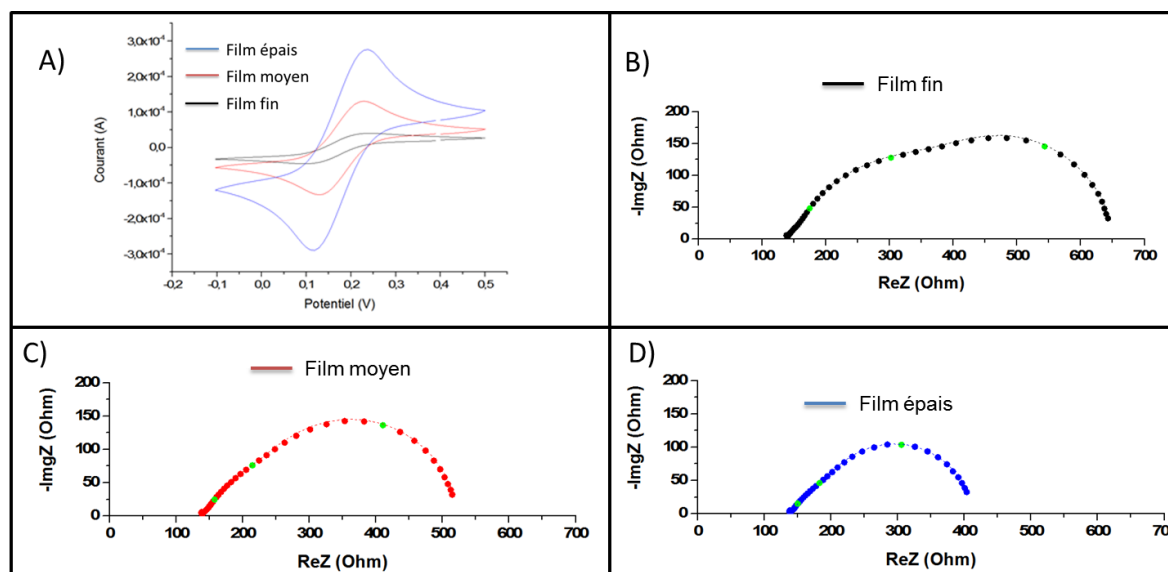 A)
3,0x10⁻⁴
2,0x10⁻⁴
1,0x10⁻⁴
0,0
-1,0x10⁻⁴
-2,0x10⁻⁴
-3,0x10⁻⁴
Courant (A)
Film épais
Film moyen
Film fin
-0,2 -0,1 0,0 0,1 0,2 0,3 0,4 0,5
Potentiel (V)
B)
Film fin
200
150
100
50
0
-ImgZ (Ohm)
0 100 200 300 400 500 600 700
ReZ (Ohm)
C)
Film moyen
200
150
100
50
0
-ImgZ (Ohm)
0 100 200 300 400 500 600 700
ReZ (Ohm)
D)
Film épais
200
150
100
50
0
-ImgZ (Ohm)
0 100 200 300 400 500 600 700
ReZ (Ohm)